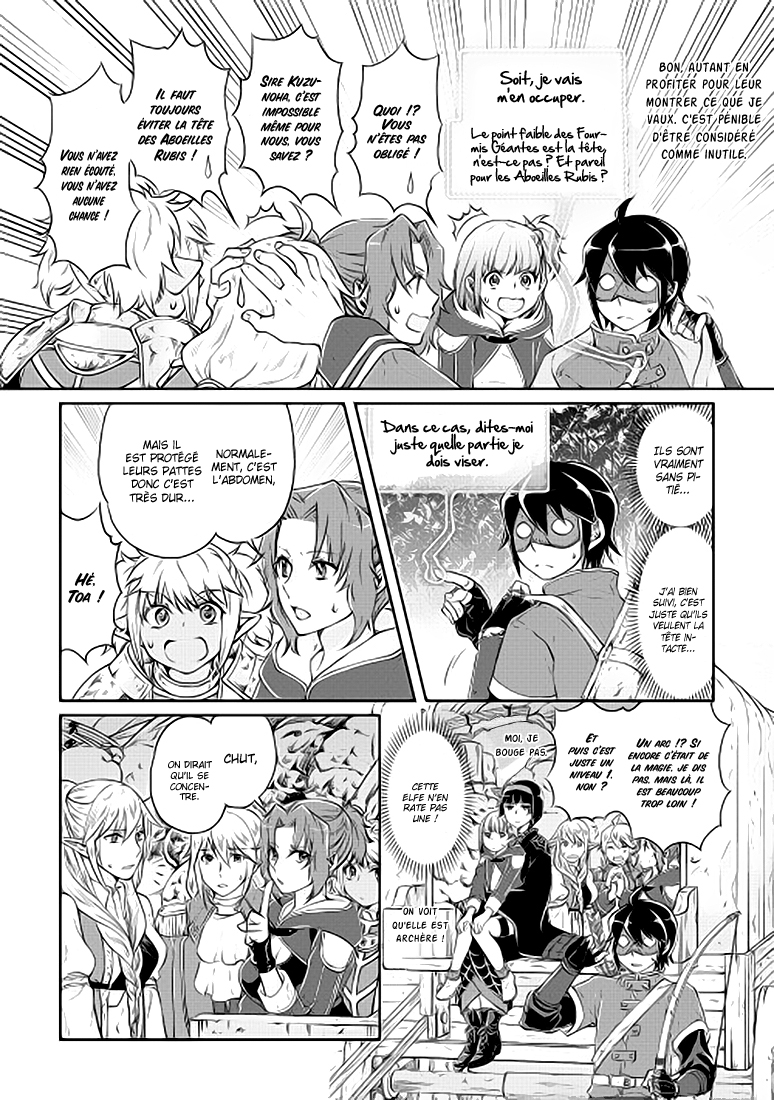 BON, AUTANT EN
PROFITER POUR LEUR
MONTRER CE QUE JE
VAUX. C'EST PÉNIBLE
D'ÊTRE CONSIDÉRÉ
COMME INUTILE.
Soit, je vais
m'en occuper.
Le point faible des Four-
mis Géantes est la tête,
n'est-ce pas ? Et pareil
pour les Abeilles Rubis ?
QUOI !?
VOUS
N'ÊTES PAS
OBLIGÉ !
SIRE KUZU-
NOHA, C'EST
IMPOSSIBLE
MÊME POUR
NOUS, VOUS
SAVEZ ?
IL FAUT
TOUJOURS
ÉVITER LA TÊTE
DES ABOEILLES
RUBIS !
VOUS N'AVEZ
RIEN ÉCOUTÉ,
VOUS N'AVEZ
AUCUNE
CHANCE !
ILS SONT
VRAIMENT
SANS PI-
TIÉ...
J'AI BIEN
SUIVI, C'EST
JUSTE QU'ILS
VEULENT LA
TÊTE IN-
TACTE...
Dans ce cas, dites-moi
juste quelle partie je
dois viser.
NORMALE-
MENT, C'EST
L'ABDOMEN,
MAIS IL
EST PROTÉGÉ
LEURS PATTES
DONC C'EST
TRÈS DUR...
HÉ,
TOA !
UN ARC !? SI
ENCORE C'ÉTAIT DE
LA MAGIE, JE DIS
PAS, MAIS LÀ, IL
EST BEAUCOUP
TROP LOIN !
ET
PUIS C'EST
JUSTE UN
NIVEAU 1,
NON ?
MOI, JE
BOUGE PAS.
CETTE
ELFE N'EN
RATE PAS
UNE !
ON VOIT
QU'ELLE EST
ARCHÈRE !
CHUT,
ON DIRAIT
QU'IL SE
CONCEN-
TRE.